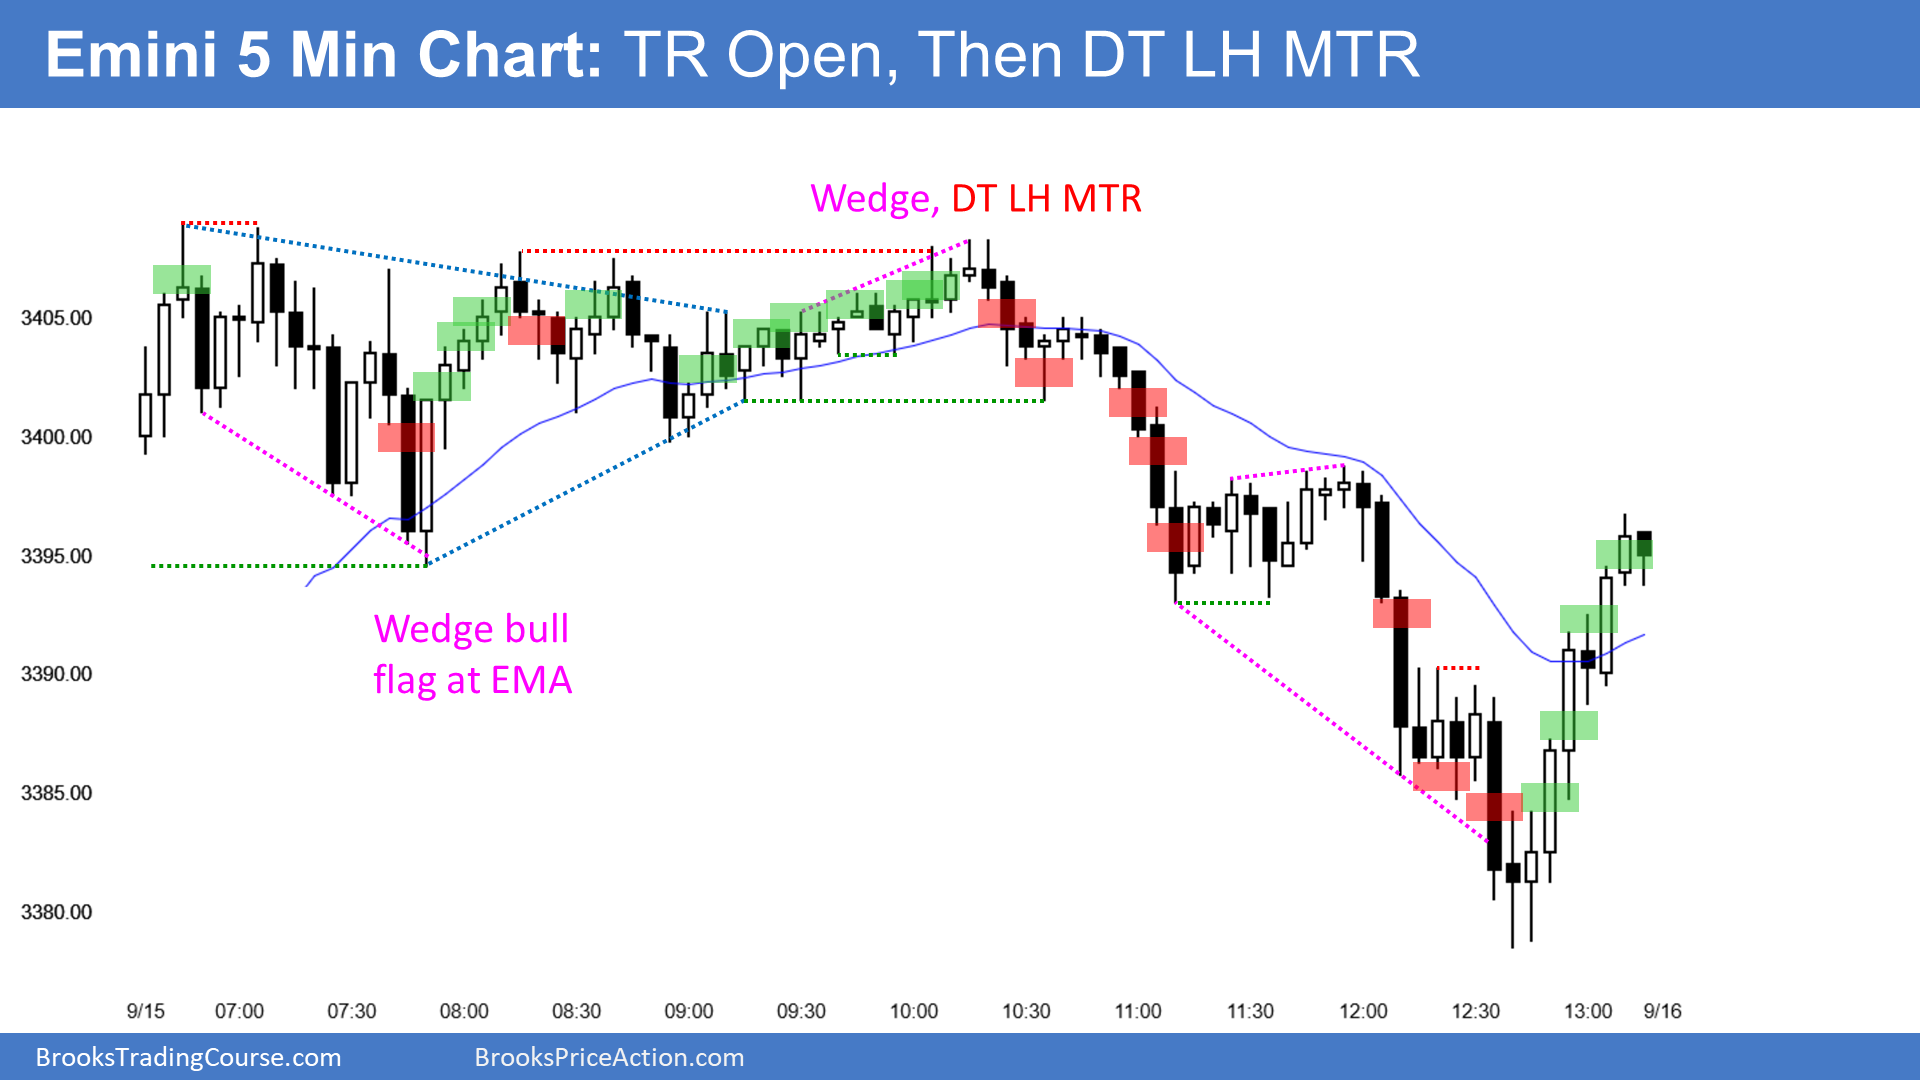 Emini 5 Min Chart: TR Open, Then DT LH MTR
Wedge, DT LH MTR
3405.00
3400.00
3395.00
Wedge bull
flag at EMA
3390.00
3385.00
3380.00
9/15 07:00 07:30 08:00 08:30 09:00 09:30 10:00 10:30 11:00 11:30 12:00 12:30 13:00 9/16
BrooksTradingCourse.com BrooksPriceAction.com